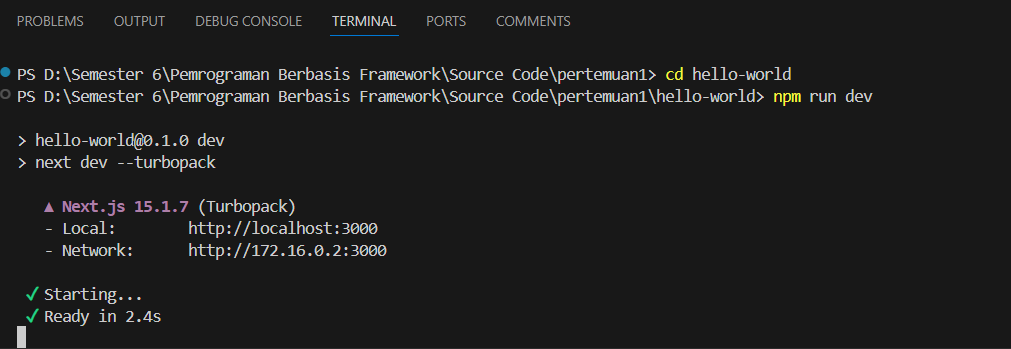 PROBLEMS OUTPUT DEBUG CONSOLE TERMINAL PORTS COMMENTS
PS D:\Semester 6\Pemrograman Berbasis Framework\Source Code\pertemuan1> cd hello-world
PS D:\Semester 6\Pemrograman Berbasis Framework\Source Code\pertemuan1\hello-world> npm run dev
> hello-world@0.1.0 dev
> next dev --turbopack
▲ Next.js 15.1.7 (Turbopack)
- Local: http://localhost:3000
- Network: http://172.16.0.2:3000
✓ Starting...
✓ Ready in 2.4s